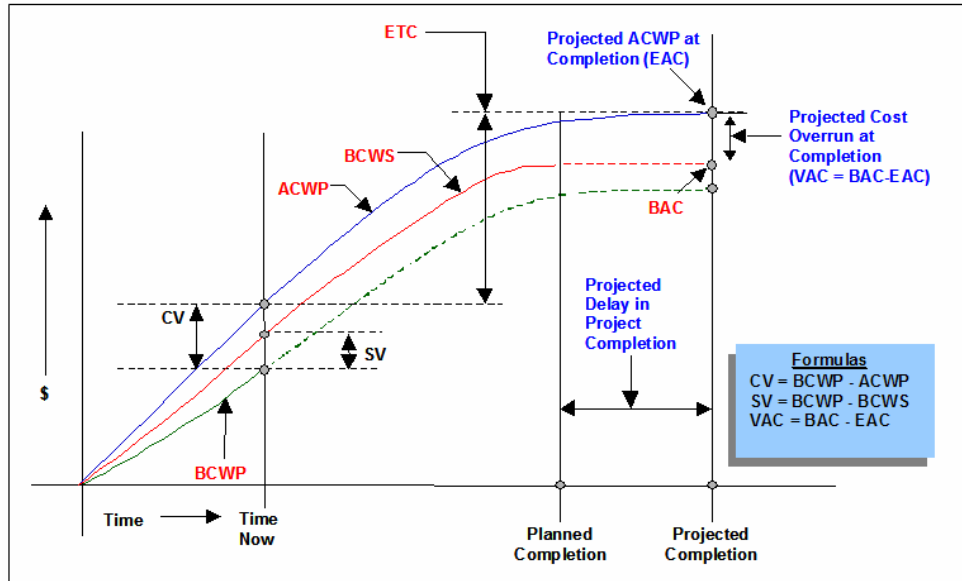 ETC
Projected ACWP at
Completion (EAC)
Projected Cost
Overrun at
Completion
(VAC = BAC-EAC)
BCWS
ACWP
BAC
Projected
Delay in
Project
Completion
CV
SV
$
Formulas
CV = BCWP - ACWP
SV = BCWP - BCWS
VAC = BAC - EAC
BCWP
Time
Time
Now
Planned
Completion
Projected
Completion